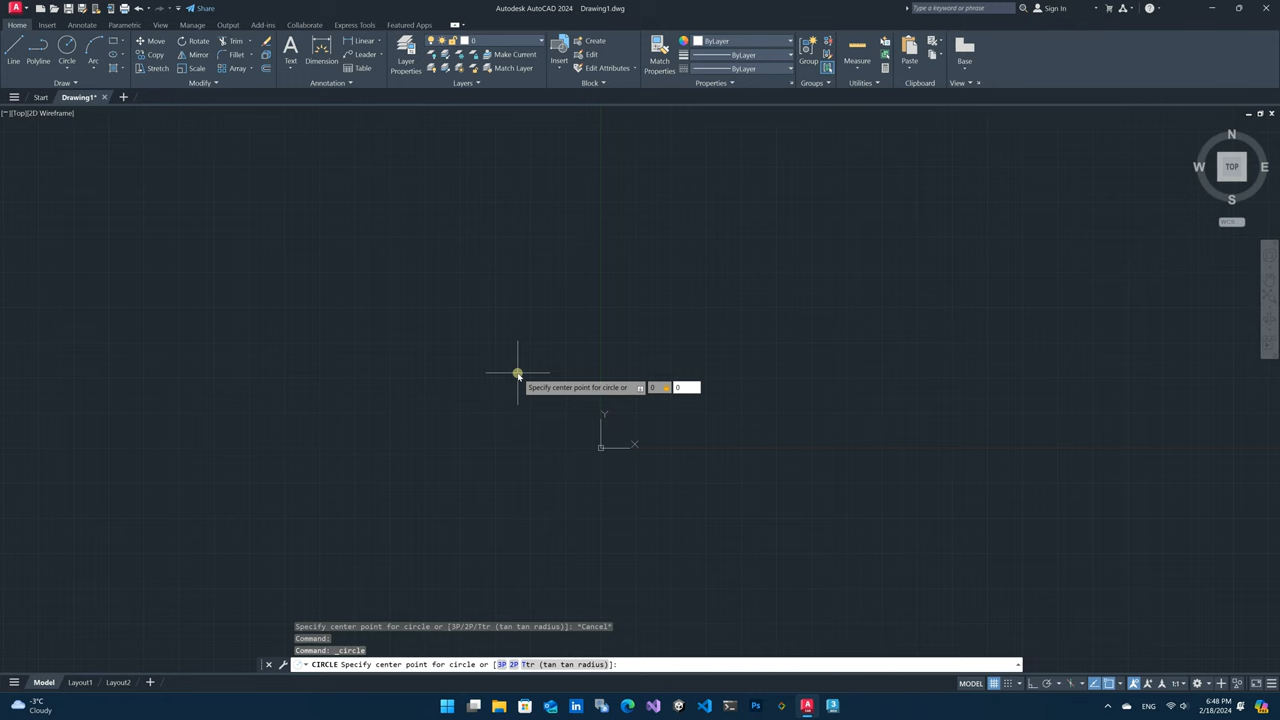 Share
Autodesk AutoCAD 2024 Drawing1.dwg
Type a keyword or phrase
Sign In
Home Insert Annotate Parametric View Manage Output Add-ins Collaborate Express Tools Featured Apps
Line Polyline Circle Arc
Move Rotate Trim
Copy Mirror Fillet
Stretch Scale Array
Text Dimension
Linear
Leader
Table
Layer Properties
0
Make Current
Match Layer
Insert
Create
Edit
Edit Attributes
Match Properties
ByLayer
ByLayer
ByLayer
Group
Measure
Paste
Base
Draw Modify Annotation Layers Block Properties Groups Utilities Clipboard View
Start Drawing1*
[−][Top][2D Wireframe]
N
W TOP E
S
WCS
Specify center point for circle or 0 0
Y
X
Specify center point for circle or [3P/2P/Ttr (tan tan radius)]: *Cancel*
Command:
Command: _circle
CIRCLE Specify center point for circle or [3P 2P Ttr (tan tan radius)]:
Model Layout1 Layout2
MODEL
1:1
-3°C
Cloudy
ENG
6:48 PM
2/18/2024